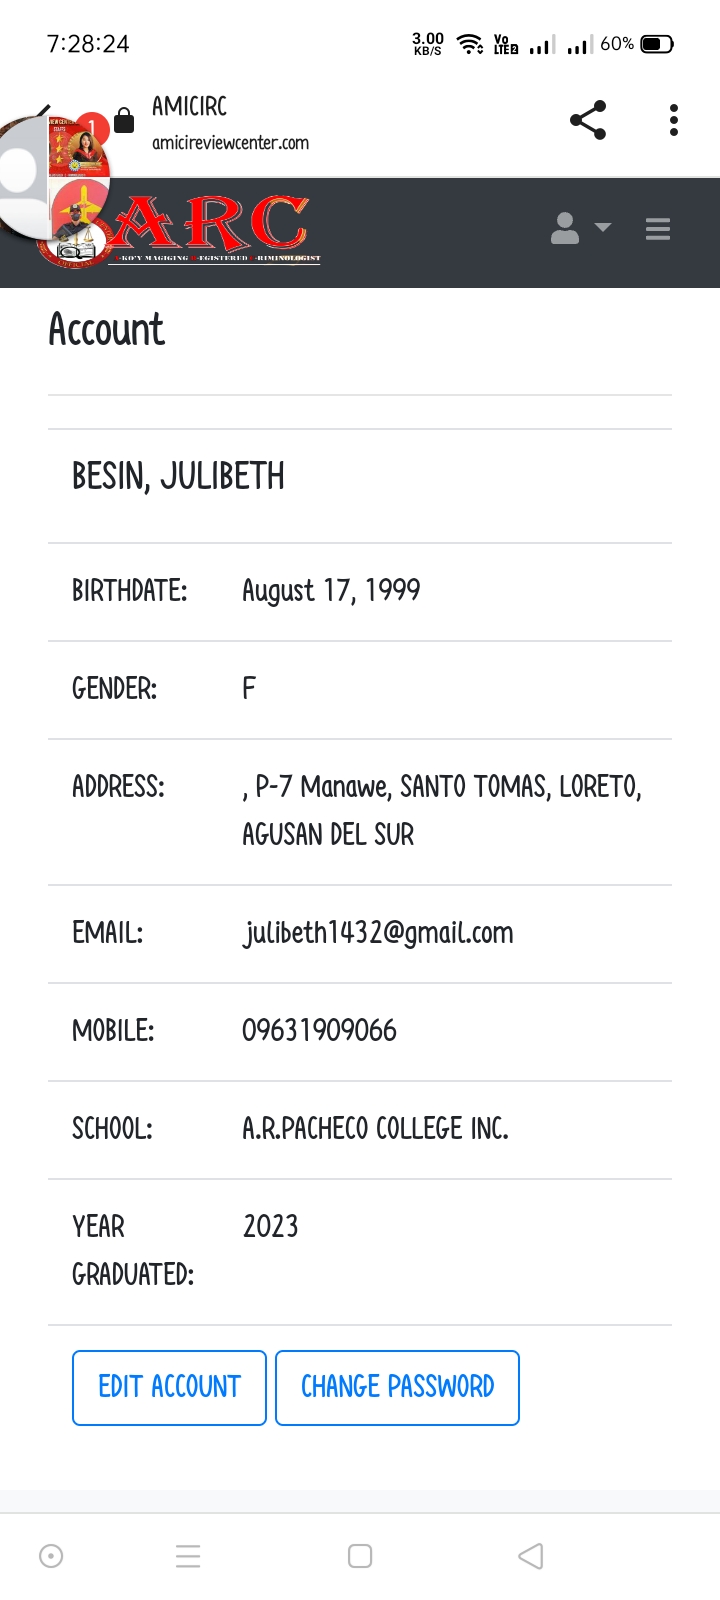 7:28:24
3.00
KB/S
Vo
LTE2
60%
AMICIRC
amicireviewcenter.com
1
ARC
KO'Y MAGIGING REGISTERED CRIMINOLOGIST
Account
BESIN, JULIBETH
BIRTHDATE: August 17, 1999
GENDER: F
ADDRESS: , P-7 Manawe, SANTO TOMAS, LORETO,
AGUSAN DEL SUR
EMAIL: julibeth1432@gmail.com
MOBILE: 09631909066
SCHOOL: A.R.PACHECO COLLEGE INC.
YEAR 2023
GRADUATED:
EDIT ACCOUNT CHANGE PASSWORD